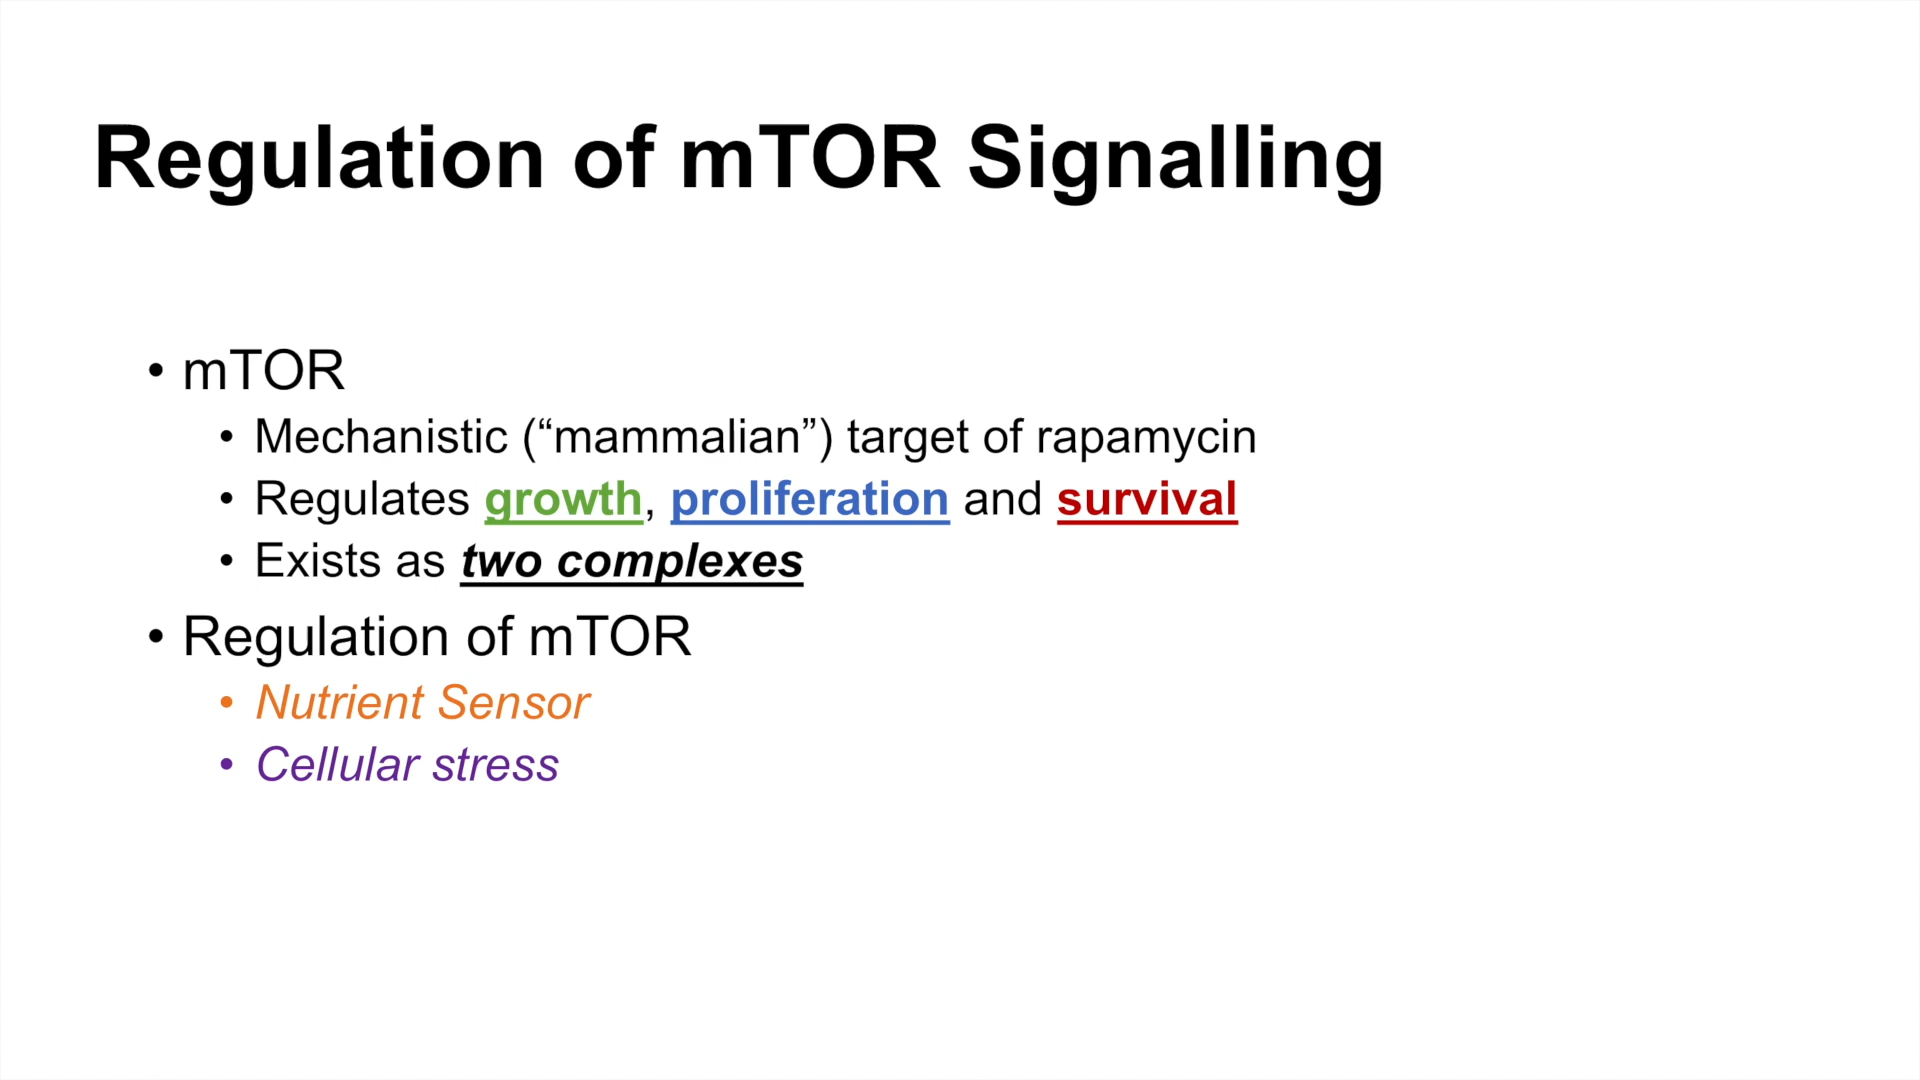 Regulation of mTOR Signalling
• mTOR
• Mechanistic (“mammalian”) target of rapamycin
• Regulates growth, proliferation and survival
• Exists as two complexes
• Regulation of mTOR
• Nutrient Sensor
• Cellular stress